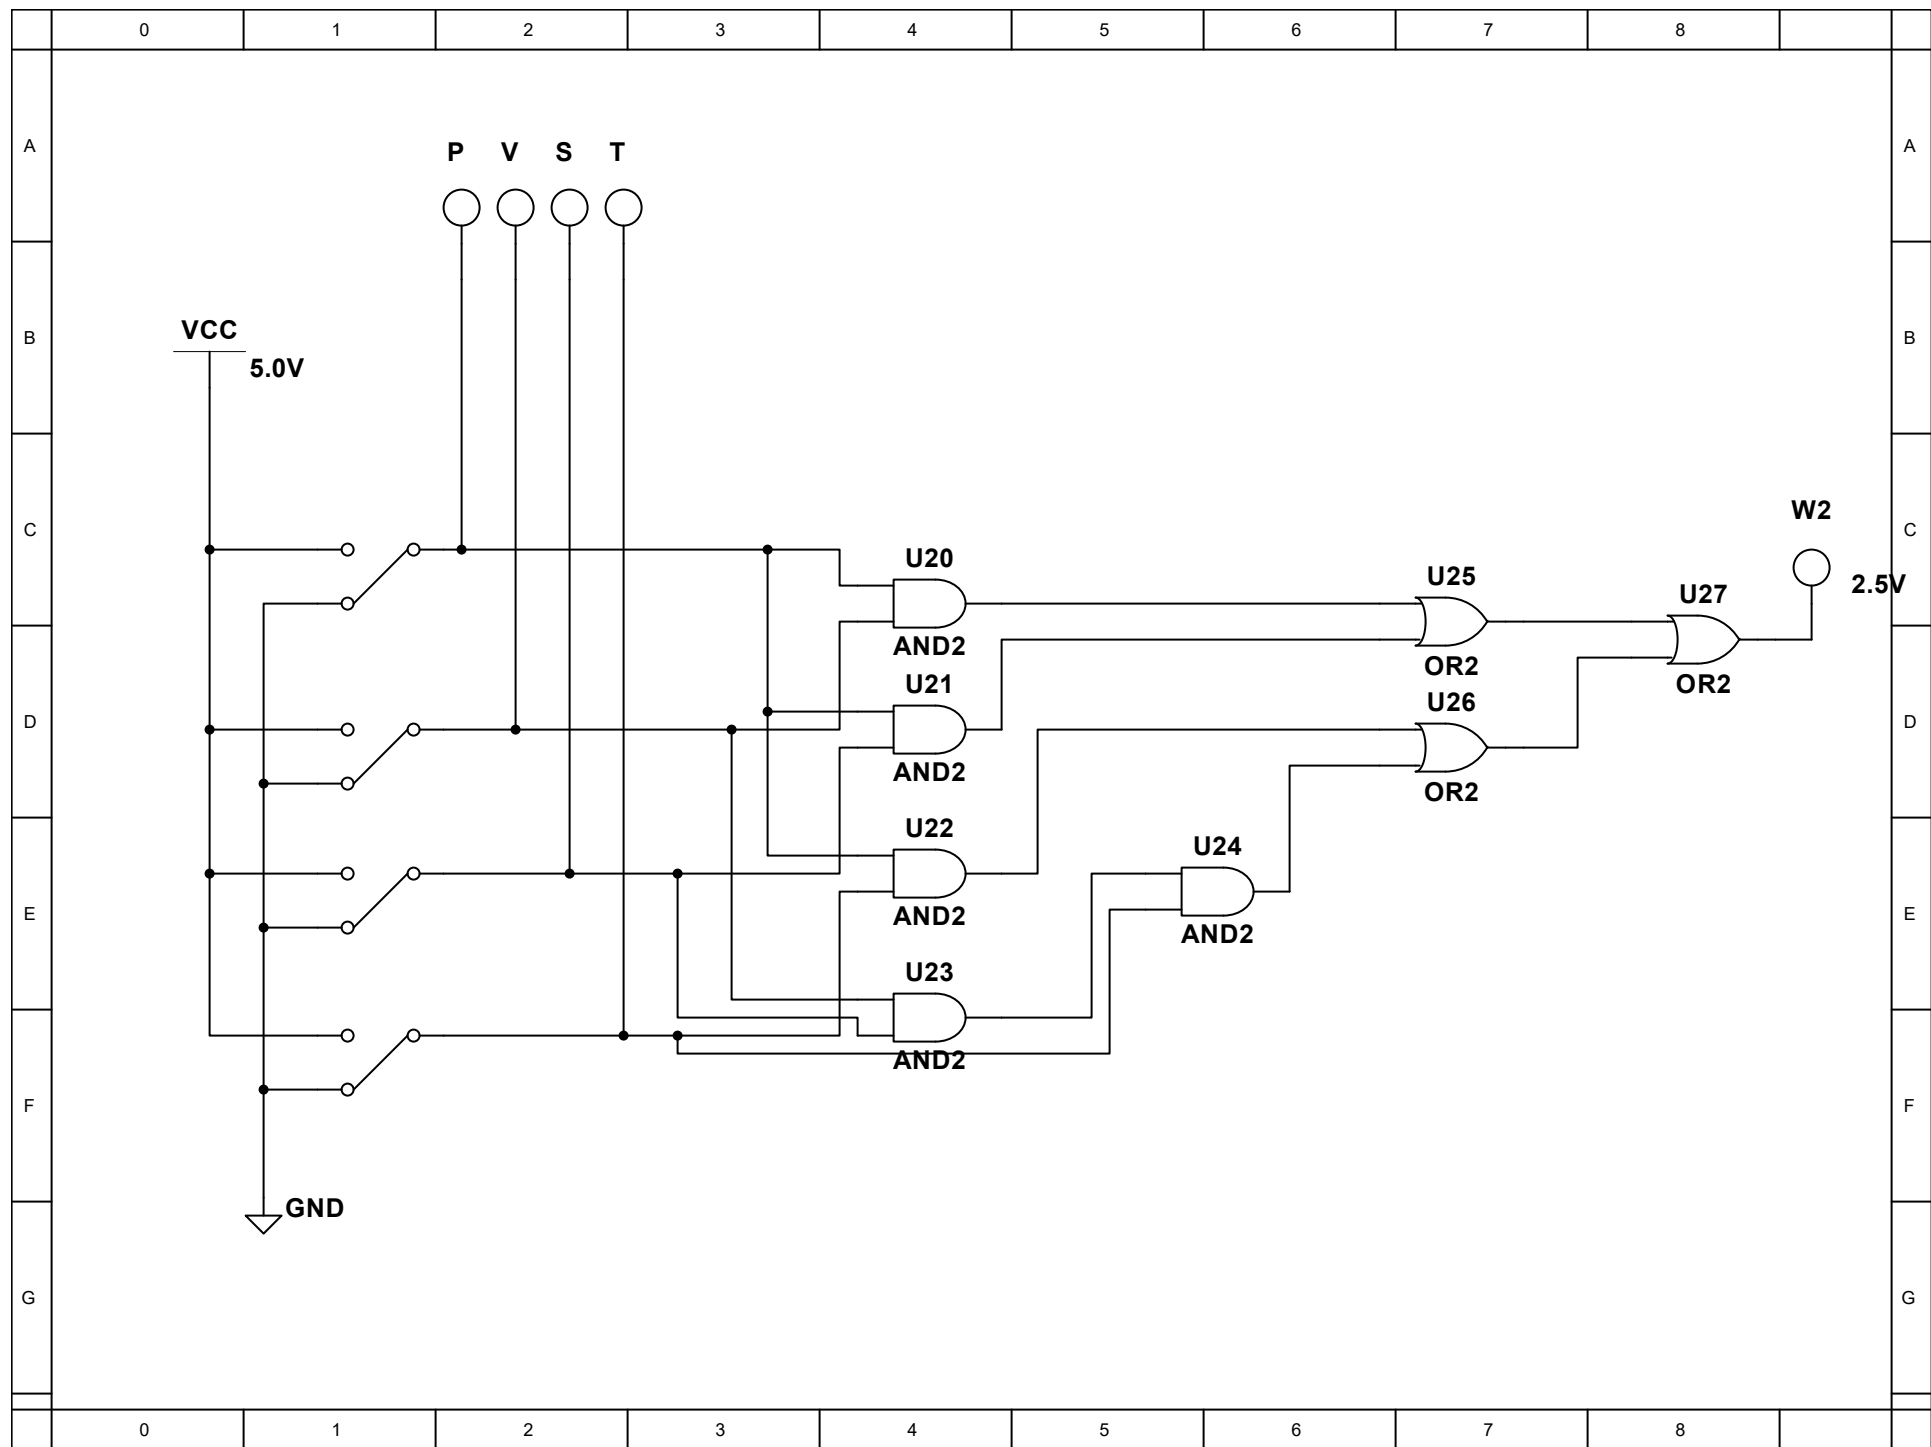 0 1 2 3 4 5 6 7 8
A A
P V S T
VCC
B B
5.0V
W2
C C
U20
U25
2.5V
U27
AND2
OR2
U21
OR2
U26
D D
AND2
OR2
U22
U24
E E
AND2
AND2
U23
AND2
F F
GND
G G
0 1 2 3 4 5 6 7 8